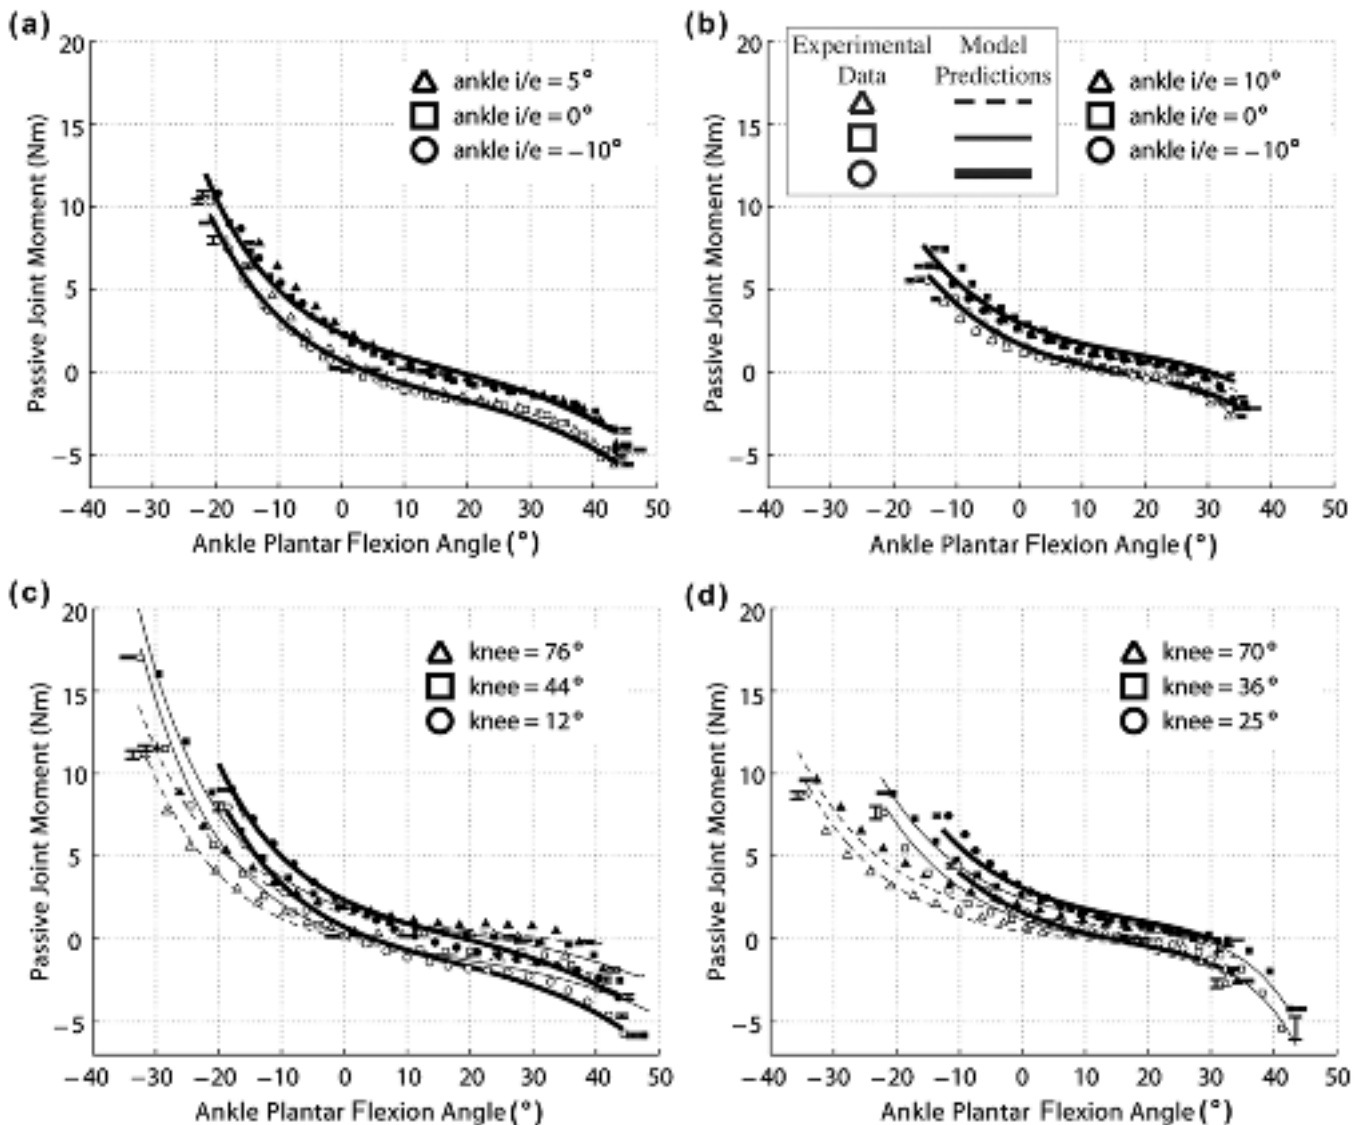 (a)
20
15
10
5
0
−5
Passive Joint Moment (Nm)
ankle i/e = 5°
ankle i/e = 0°
ankle i/e = −10°
−40 −30 −20 −10 0 10 20 30 40 50
Ankle Plantar Flexion Angle (°)
(b)
20
15
10
5
0
−5
Passive Joint Moment (Nm)
Experimental Model
Data Predictions
ankle i/e = 10°
ankle i/e = 0°
ankle i/e = −10°
−40 −30 −20 −10 0 10 20 30 40 50
Ankle Plantar Flexion Angle (°)
(c)
20
15
10
5
0
−5
Passive Joint Moment (Nm)
knee = 76°
knee = 44°
knee = 12°
−40 −30 −20 −10 0 10 20 30 40 50
Ankle Plantar Flexion Angle (°)
(d)
20
15
10
5
0
−5
Passive Joint Moment (Nm)
knee = 70°
knee = 36°
knee = 25°
−40 −30 −20 −10 0 10 20 30 40 50
Ankle Plantar Flexion Angle (°)